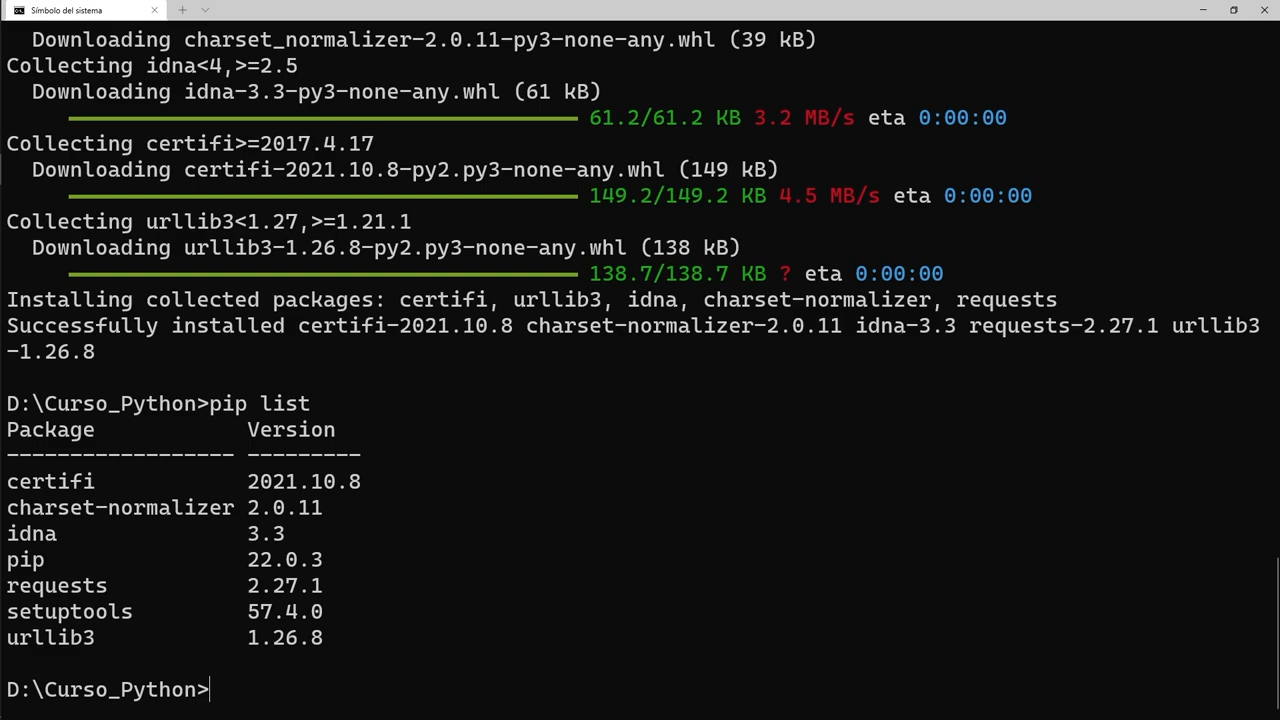 Símbolo del sistema
Downloading charset_normalizer-2.0.11-py3-none-any.whl (39 kB)
Collecting idna<4,>=2.5
Downloading idna-3.3-py3-none-any.whl (61 kB)
61.2/61.2 KB 3.2 MB/s eta 0:00:00
Collecting certifi>=2017.4.17
Downloading certifi-2021.10.8-py2.py3-none-any.whl (149 kB)
149.2/149.2 KB 4.5 MB/s eta 0:00:00
Collecting urllib3<1.27,>=1.21.1
Downloading urllib3-1.26.8-py2.py3-none-any.whl (138 kB)
138.7/138.7 KB ? eta 0:00:00
Installing collected packages: certifi, urllib3, idna, charset-normalizer, requests
Successfully installed certifi-2021.10.8 charset-normalizer-2.0.11 idna-3.3 requests-2.27.1 urllib3
-1.26.8
D:\Curso_Python>pip list
Package Version
------------------ ---------
certifi 2021.10.8
charset-normalizer 2.0.11
idna 3.3
pip 22.0.3
requests 2.27.1
setuptools 57.4.0
urllib3 1.26.8
D:\Curso_Python>